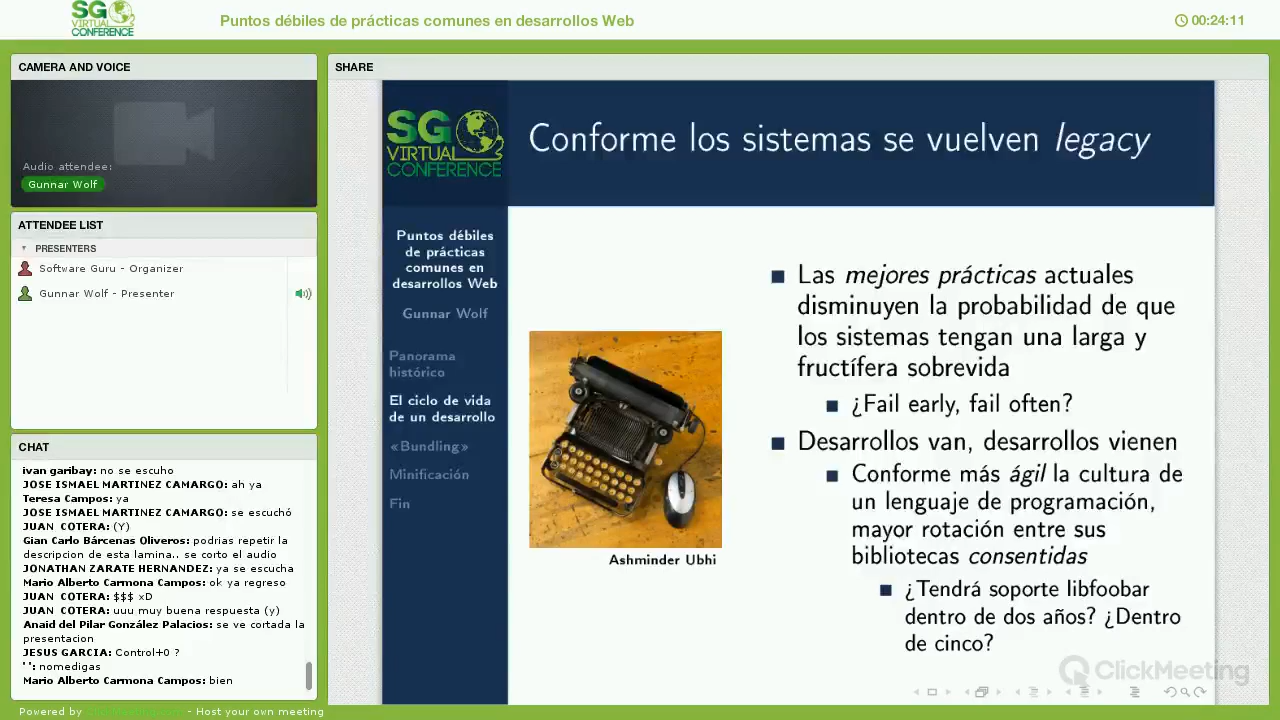 SG
VIRTUAL
CONFERENCE
Puntos débiles de prácticas comunes en desarrollos Web
00:24:11
CAMERA AND VOICE
Audio attendee:
Gunnar Wolf
ATTENDEE LIST
PRESENTERS
Software Guru - Organizer
Gunnar Wolf - Presenter
CHAT
ivan garibay: no se escuho
JOSE ISMAEL MARTINEZ CAMARGO: ah ya
Teresa Campos: ya
JOSE ISMAEL MARTINEZ CAMARGO: se escuchó
JUAN COTERA: (Y)
Gian Carlo Bárcenas Oliveros: podrias repetir la
descripcion de esta lamina.. se corto el audio
JONATHAN ZARATE HERNANDEZ: ya se escucha
Mario Alberto Carmona Campos: ok ya regreso
JUAN COTERA: $$$ xD
JUAN COTERA: uuu muy buena respuesta (y)
Anaid del Pilar González Palacios: se ve cortada la
presentacion
JESUS GARCIA: Control+0 ?
' ': nomedigas
Mario Alberto Carmona Campos: bien
Powered by
- Host your own meeting
SHARE
SG
VIRTUAL
CONFERENCE
Conforme los sistemas se vuelven legacy
Puntos débiles
de prácticas
comunes en
desarrollos Web
Gunnar Wolf
Panorama
histórico
El ciclo de vida
de un desarrollo
«Bundling»
Minificación
Fin
Ashminder Ubhi
Las mejores prácticas actuales
disminuyen la probabilidad de que
los sistemas tengan una larga y
fructífera sobrevida
¿Fail early, fail often?
Desarrollos van, desarrollos vienen
Conforme más ágil la cultura de
un lenguaje de programación,
mayor rotación entre sus
bibliotecas consentidas
¿Tendrá soporte libfoobar
dentro de dos años? ¿Dentro
de cinco?
ClickMeeting